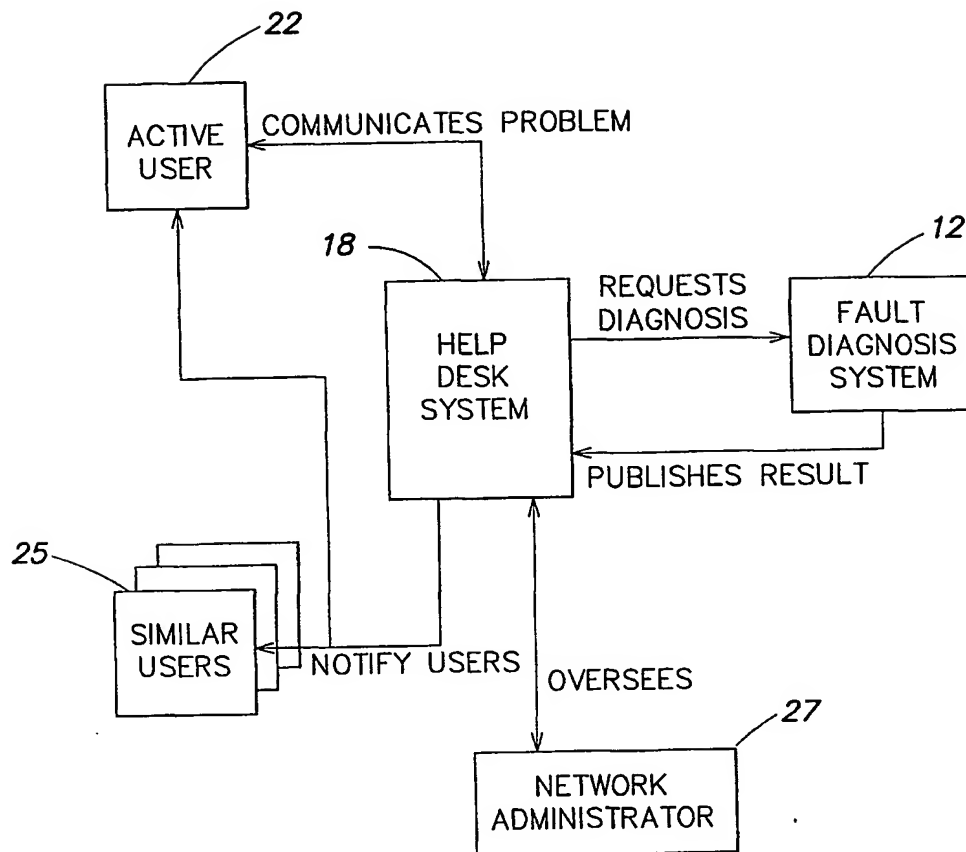 22
ACTIVE
USER
COMMUNICATES PROBLEM
18
HELP
DESK
SYSTEM
REQUESTS
DIAGNOSIS
12
FAULT
DIAGNOSIS
SYSTEM
PUBLISHES RESULT
25
SIMILAR
USERS
NOTIFY USERS
OVERSEES
27
NETWORK
ADMINISTRATOR